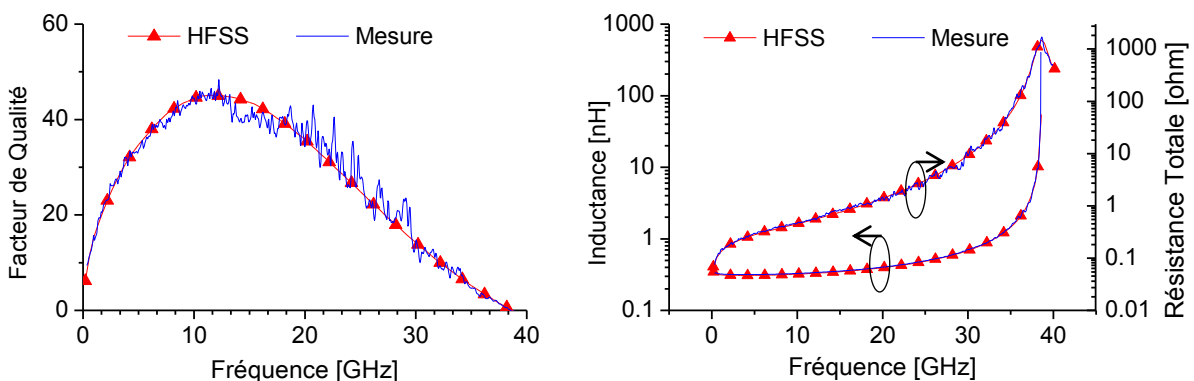 60
40
20
0
Facteur de Qualité
HFSS
Mesure
0
10
20
30
40
Fréquence [GHz]
1000
100
10
1
0.1
Inductance [nH]
HFSS
Mesure
1000
100
10
1
0.1
0.01
Résistance Totale [ohm]
0
10
20
30
40
Fréquence [GHz]